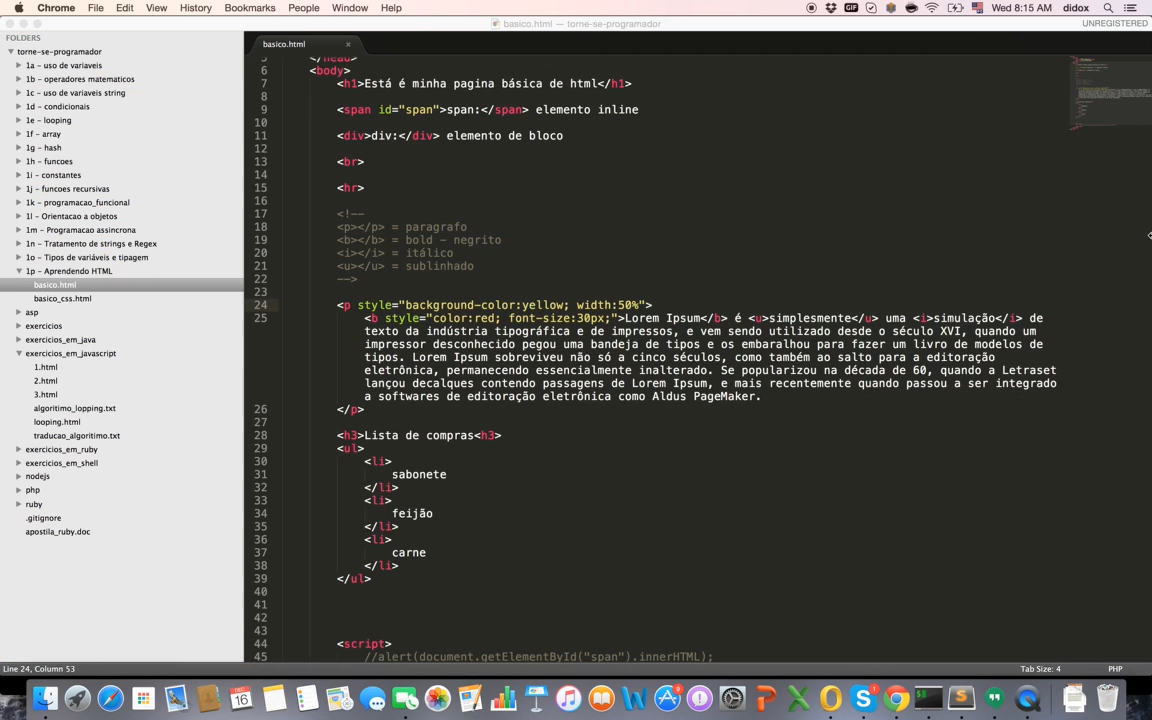 Chrome File Edit View History Bookmarks People Window Help GIF Wed 8:15 AM didox
basico.html — torne-se-programador UNREGISTERED
FOLDERS
torne-se-programador
1a - uso de variaveis
1b - operadores matematicos
1c - uso de variaveis string
1d - condicionais
1e - looping
1f - array
1g - hash
1h - funcoes
1i - constantes
1j - funcoes recursivas
1k - programacao_funcional
1l - Orientacao a objetos
1m - Programacao assincrona
1n - Tratamento de strings e Regex
1o - Tipos de variáveis e tipagem
1p - Aprendendo HTML
basico.html
basico_css.html
asp
exercicios
exercicios_em_java
exercicios_em_javascript
1.html
2.html
3.html
algoritimo_lopping.txt
looping.html
traducao_algoritimo.txt
exercicios_em_ruby
exercicios_em_shell
nodejs
php
ruby
.gitignore
apostila_ruby.doc
basico.html ×
5 </head>
6 <body>
7 <h1>Está é minha pagina básica de html</h1>
8
9 <span id="span">span:</span> elemento inline
10
11 <div>div:</div> elemento de bloco
12
13 <br>
14
15 <hr>
16
17 <!--
18 <p></p> = paragrafo
19 <b></b> = bold - negrito
20 <i></i> = itálico
21 <u></u> = sublinhado
22 -->
23
24 <p style="background-color:yellow; width:50%">
25 <b style="color:red; font-size:30px;">Lorem Ipsum</b> é <u>simplesmente</u> uma <i>simulação</i> de
texto da indústria tipográfica e de impressos, e vem sendo utilizado desde o século XVI, quando um
impressor desconhecido pegou uma bandeja de tipos e os embaralhou para fazer um livro de modelos de
tipos. Lorem Ipsum sobreviveu não só a cinco séculos, como também ao salto para a editoração
eletrônica, permanecendo essencialmente inalterado. Se popularizou na década de 60, quando a Letraset
lançou decalques contendo passagens de Lorem Ipsum, e mais recentemente quando passou a ser integrado
a softwares de editoração eletrônica como Aldus PageMaker.
26 </p>
27
28 <h3>Lista de compras<h3>
29 <ul>
30 <li>
31 sabonete
32 </li>
33 <li>
34 feijão
35 </li>
36 <li>
37 carne
38 </li>
39 </ul>
40
41
42
43
44 <script>
45 //alert(document.getElementById("span").innerHTML);
Line 24, Column 53 Tab Size: 4 PHP